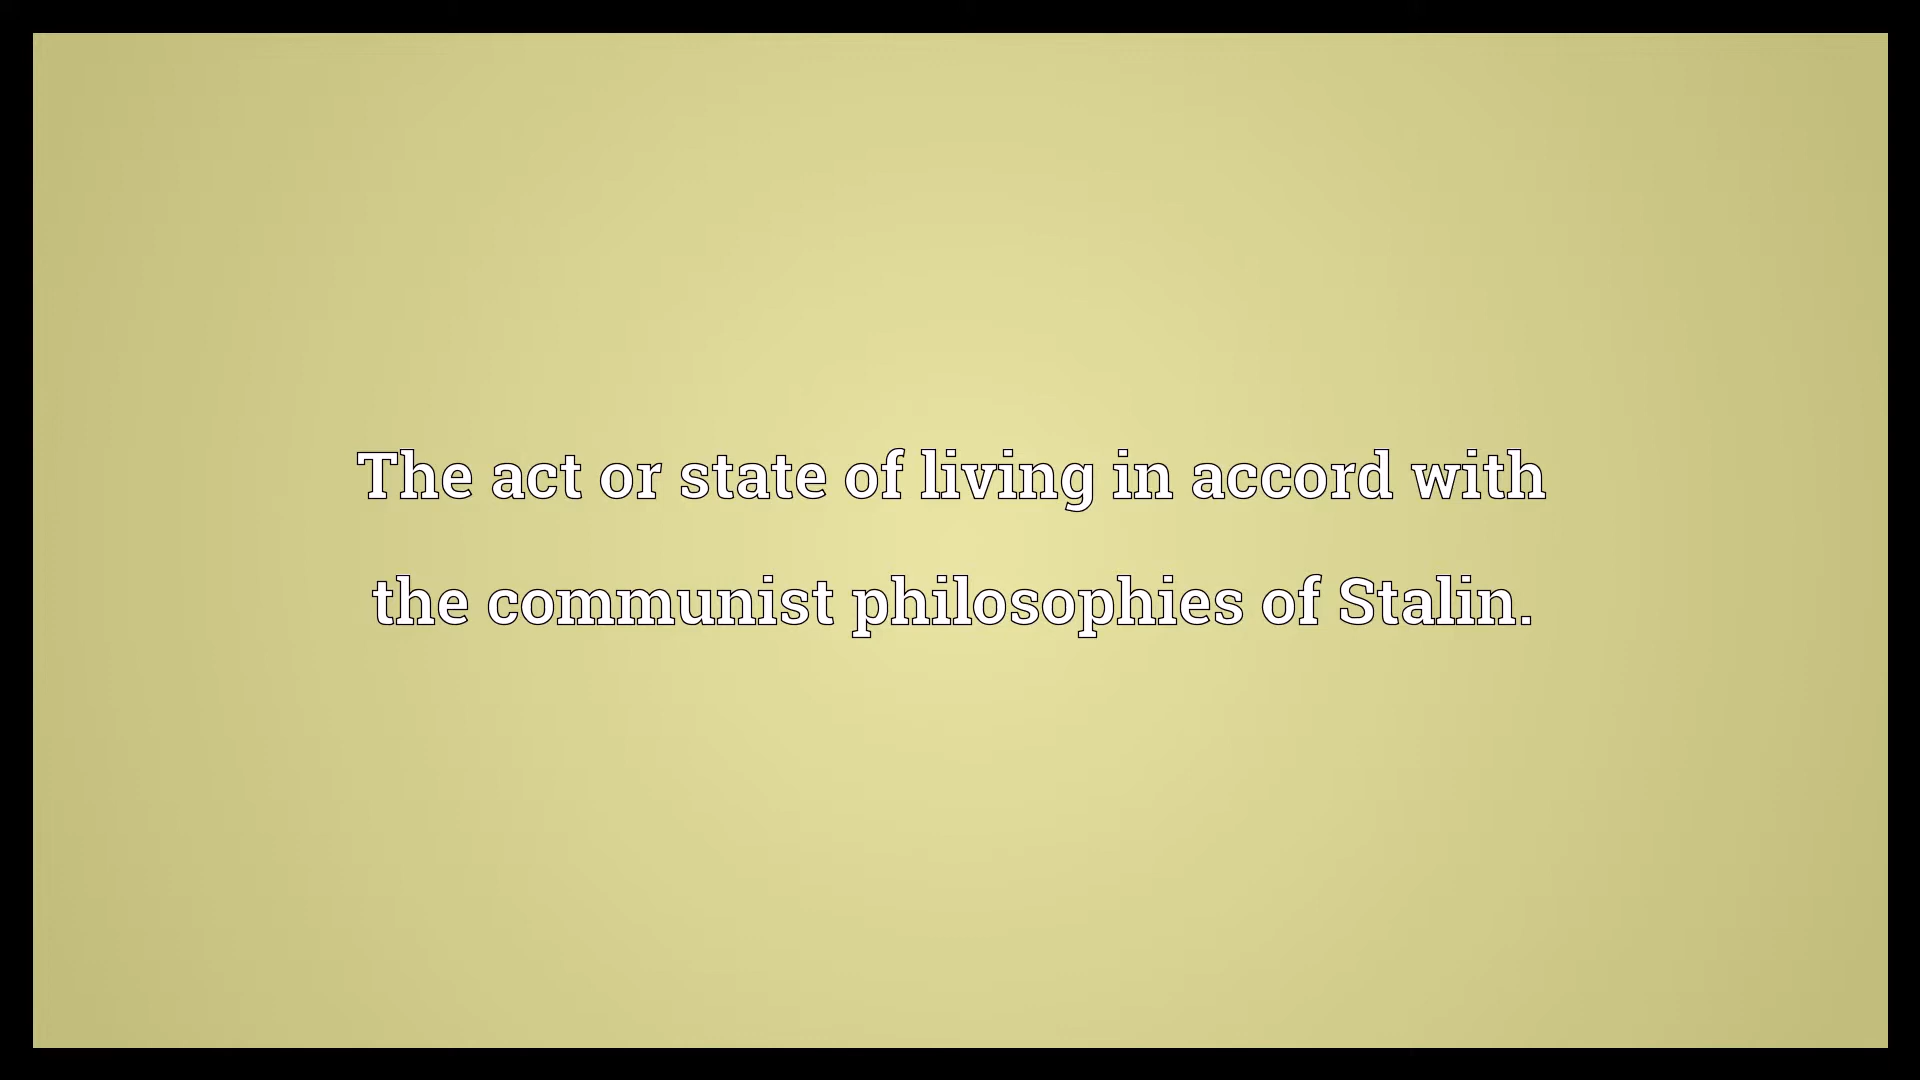 The act or state of living in accord with
the communist philosophies of Stalin.